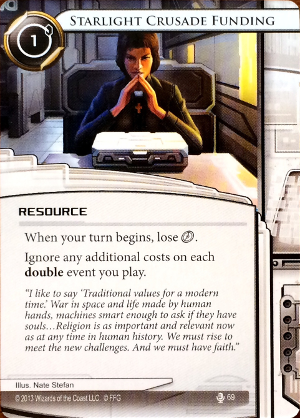 STARLIGHT CRUSADE FUNDING
1
RESOURCE
When your turn begins, lose.
Ignore any additional costs on each
double event you play.
“I like to say ‘Traditional values for a modern
time.’ War in space and life made by human
hands, machines smart enough to ask if they have
souls...Religion is as important and relevant now
as at any time in human history. We must rise to
meet the new challenges. And we must have faith.”
Illus. Nate Stefan
© 2013 Wizards of the Coast LLC. © FFG 69